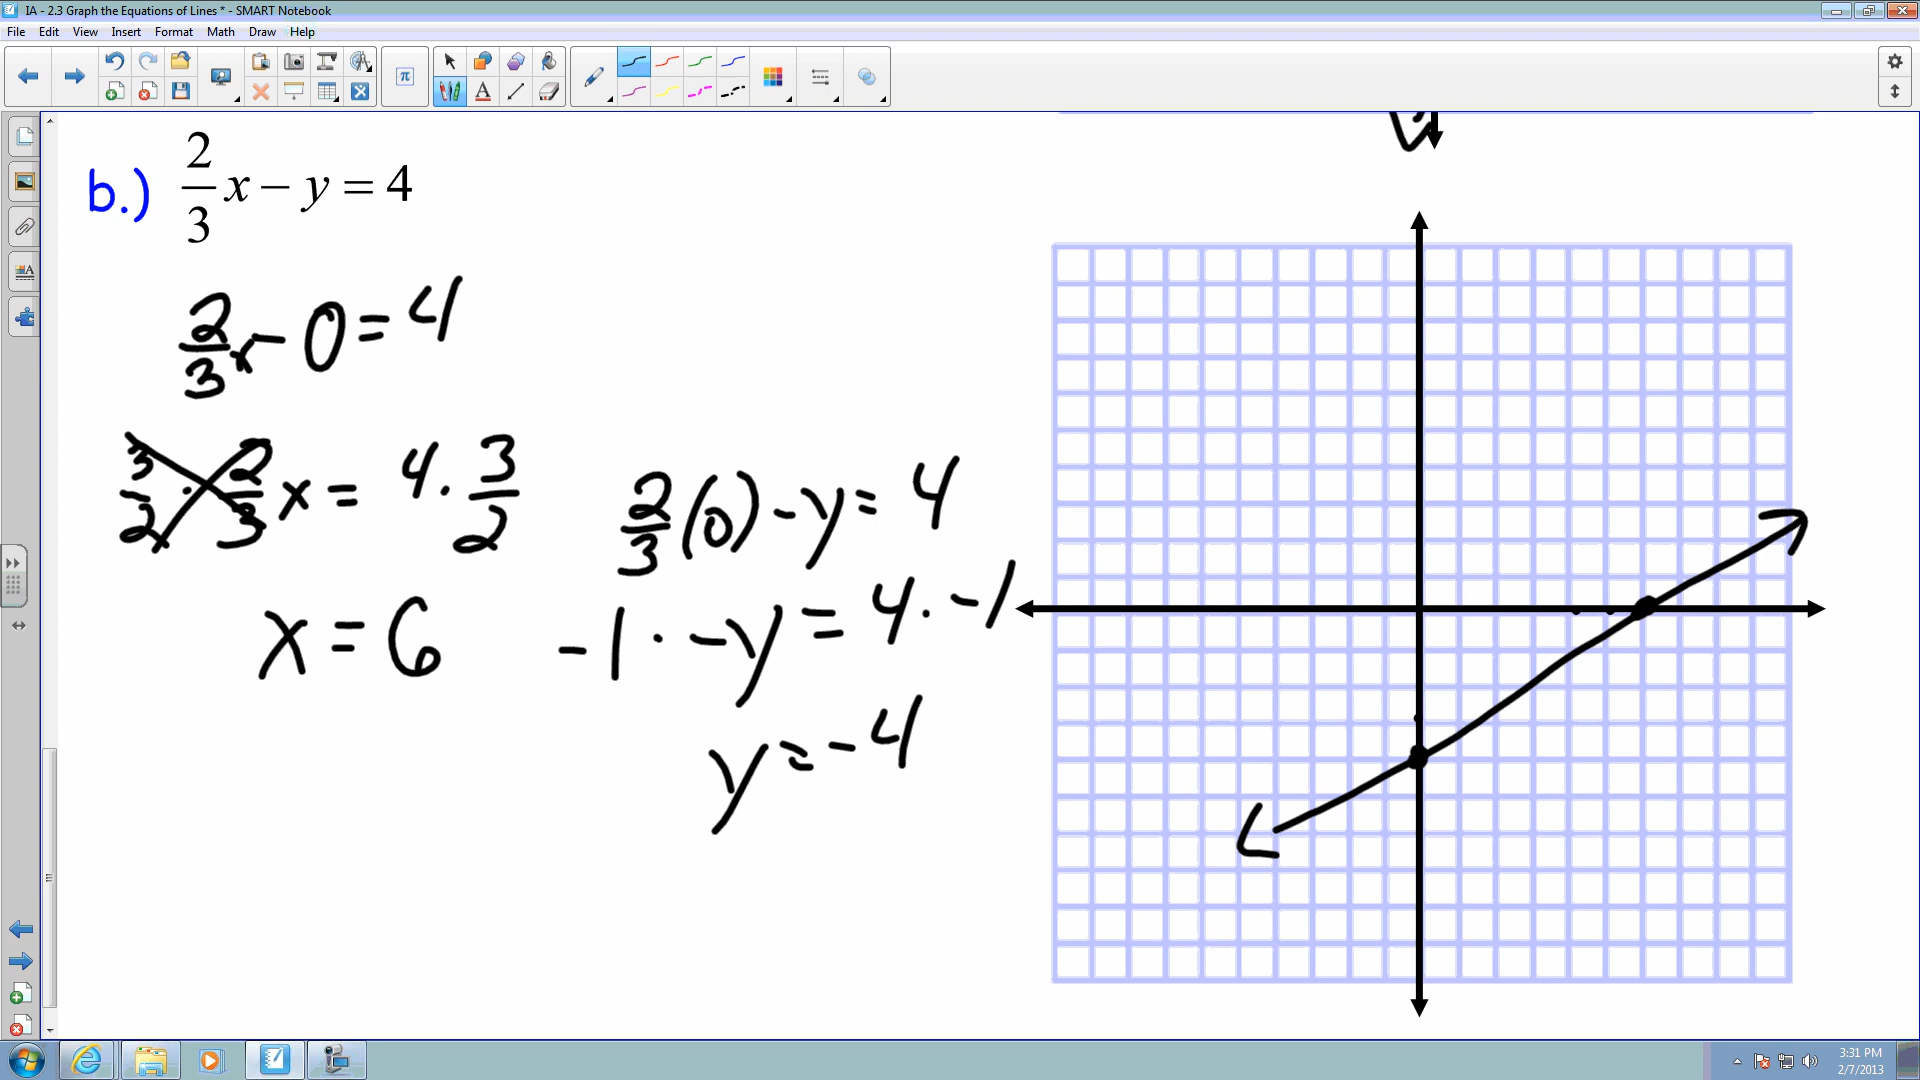 IA - 2.3 Graph the Equations of Lines * - SMART Notebook
File Edit View Insert Format Math Draw Help
π
A
A
b.) 2/3 x − y = 4
2/3 x - 0 = 4
3/2 · 2/3 x = 4 · 3/2
x = 6
2/3 (0) - y = 4
-1 · -y = 4 · -1
y = -4
3:31 PM
2/7/2013